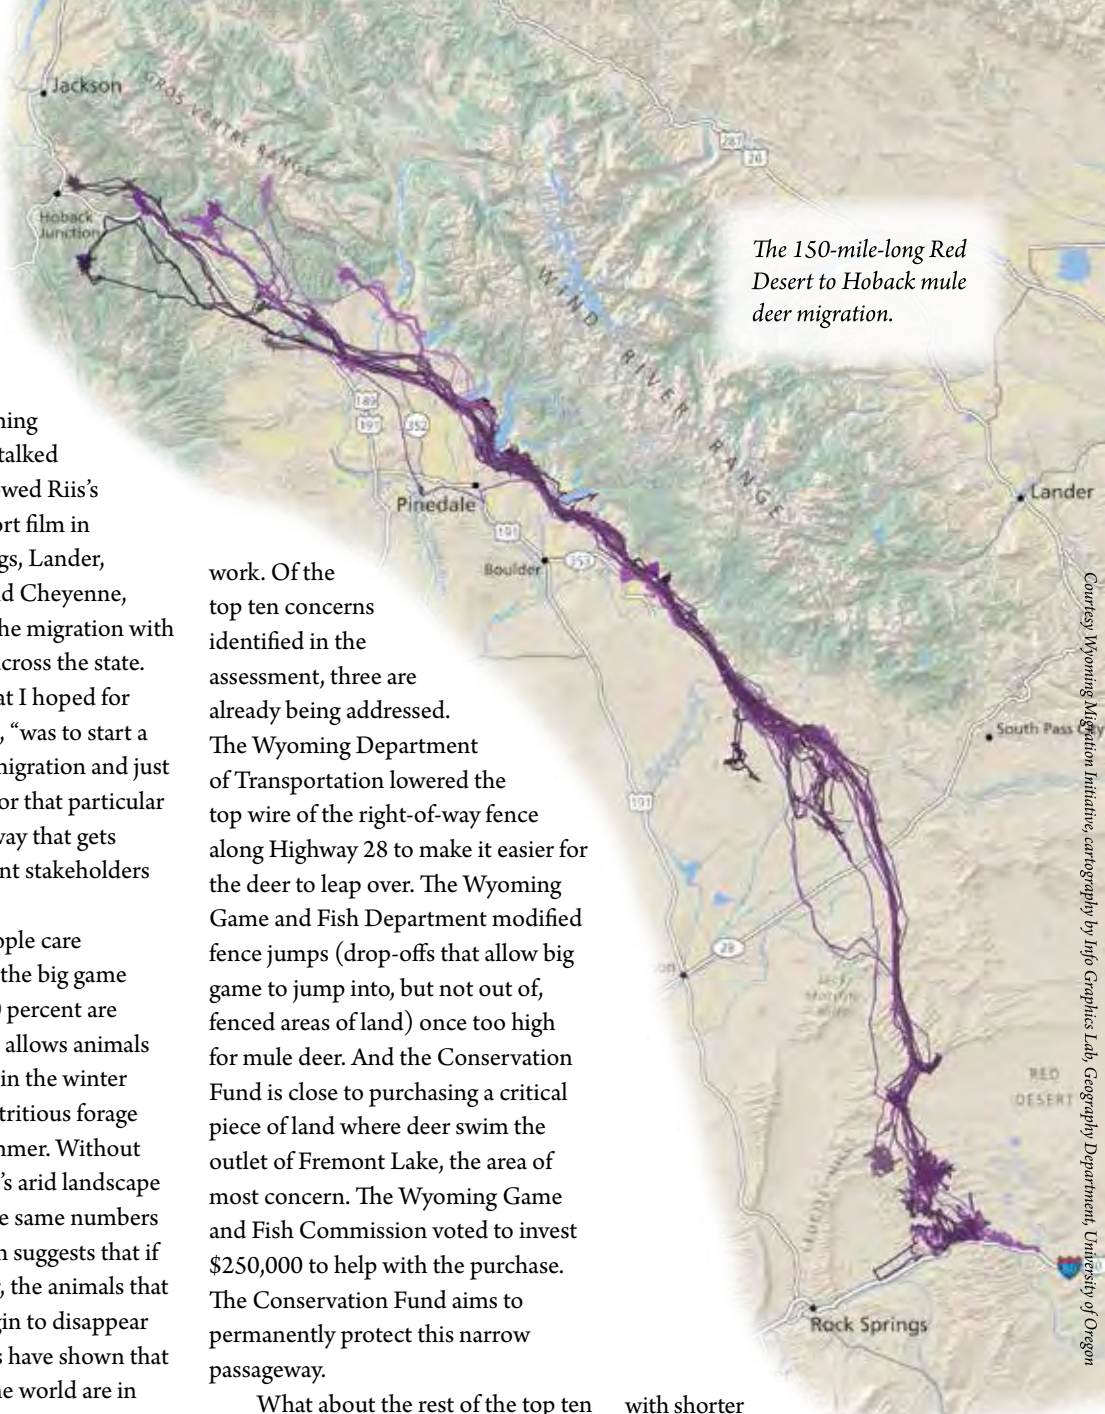 Jackson
GROS VENTRE RANGE
287
26
Hoback
Junction
WIND RIVER RANGE
The 150-mile-long Red
Desert to Hoback mule
deer migration.
189
191
352
Pinedale
191
Boulder
353
Lander
South Pass City
191
28
RED
DESERT
Rock Springs
Courtesy Wyoming Migration Initiative, cartography by Info Graphics Lab, Geography Department, University of Oregon
talked
Riis’s
film in
Lander,
Cheyenne,
migration with
across the state.
I hoped for
“was to start a
migration and just
or that particular
way that gets
stakeholders
care
the big game
percent are
allows animals
in the winter
forage
Without
’s arid landscape
same numbers
suggests that if
the animals that
to disappear
have shown that
world are in
work. Of the
top ten concerns
identified in the
assessment, three are
already being addressed.
The Wyoming Department
of Transportation lowered the
top wire of the right-of-way fence
along Highway 28 to make it easier for
the deer to leap over. The Wyoming
Game and Fish Department modified
fence jumps (drop-offs that allow big
game to jump into, but not out of,
fenced areas of land) once too high
for mule deer. And the Conservation
Fund is close to purchasing a critical
piece of land where deer swim the
outlet of Fremont Lake, the area of
most concern. The Wyoming Game
and Fish Commission voted to invest
$250,000 to help with the purchase.
The Conservation Fund aims to
permanently protect this narrow
passageway.
What about the rest of the top ten
with shorter